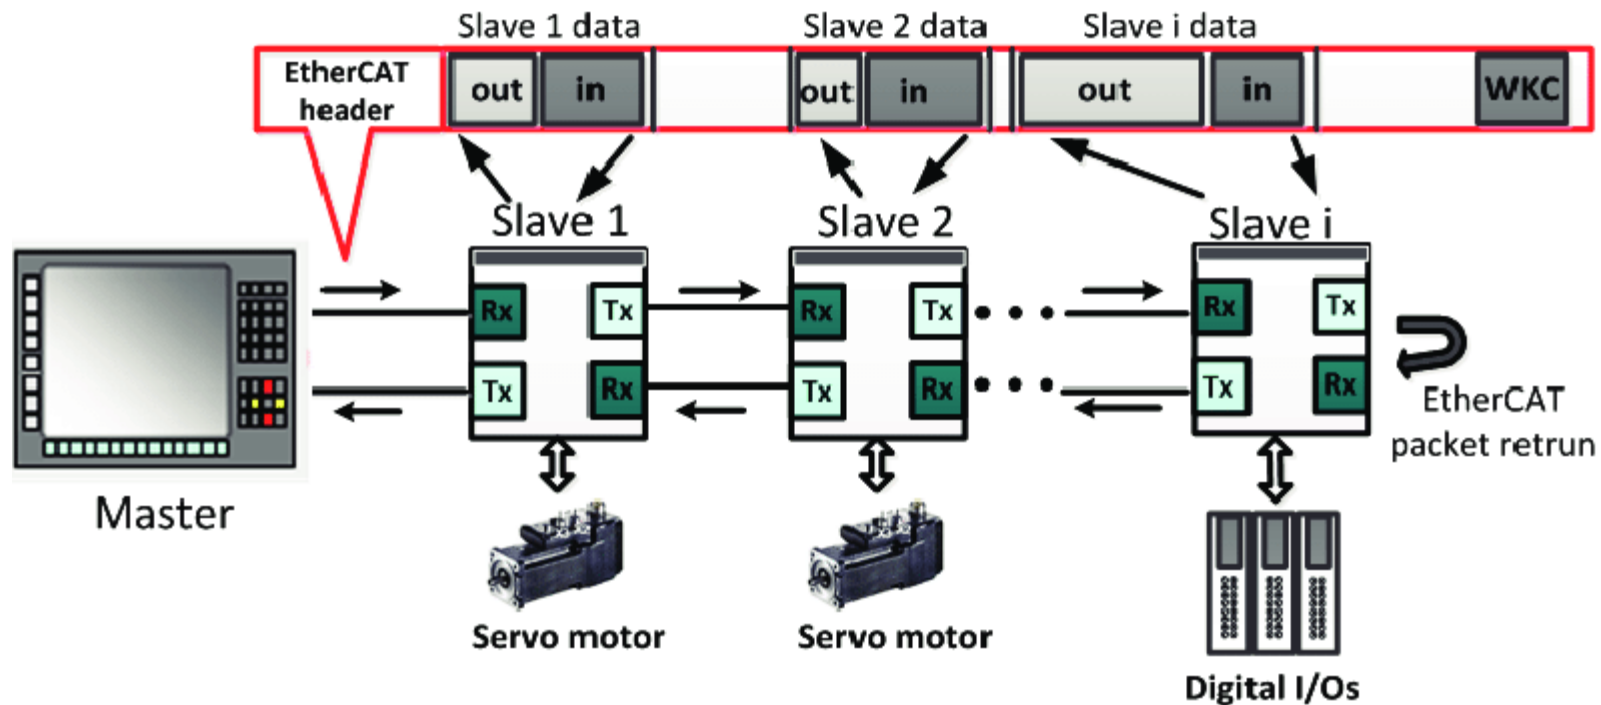 Slave 1 data
Slave 2 data
Slave i data
EtherCAT
header
out
in
out
in
out
in
WKC
Slave 1
Slave 2
Slave i
Rx
Tx
Rx
Tx
Rx
Tx
Tx
Rx
Tx
Rx
Tx
Rx
EtherCAT
packet retrun
Master
Servo motor
Servo motor
Digital I/Os